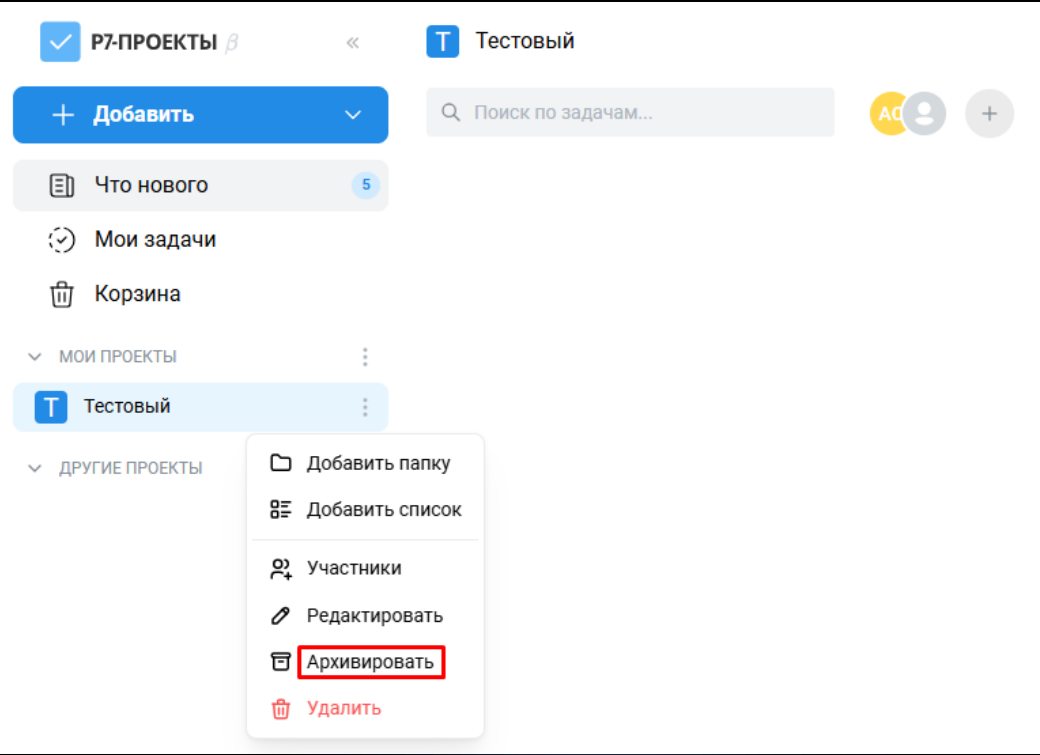 Р7-ПРОЕКТЫ β
Т Тестовый
Добавить
Поиск по задачам...
АС
Что нового 5
Мои задачи
Корзина
МОИ ПРОЕКТЫ
Т Тестовый
ДРУГИЕ ПРОЕКТЫ
Добавить папку
Добавить список
Участники
Редактировать
Архивировать
Удалить